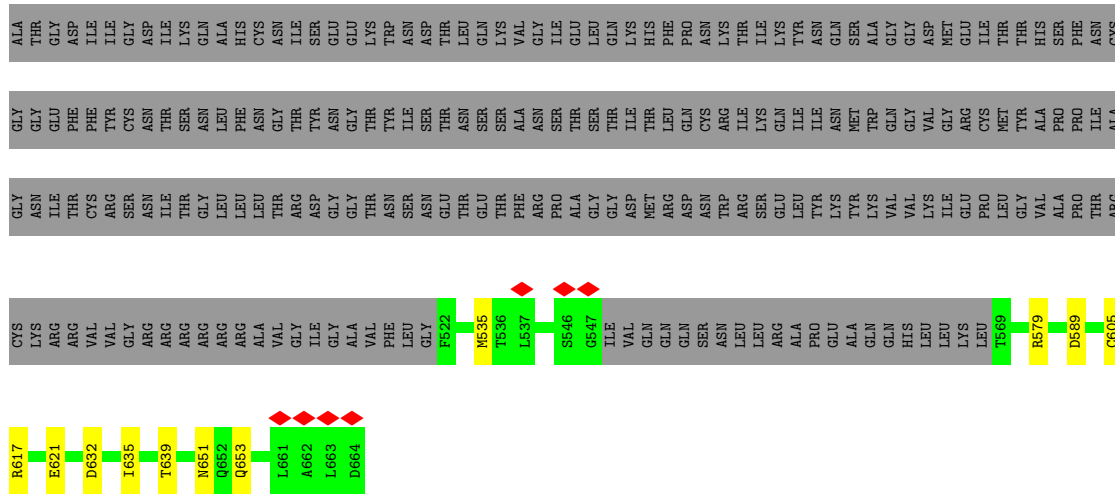 ALA THR GLY ASP ILE ILE GLY ASP ILE LYS GLN ALA HIS CYS ASN ILE SER GLU GLU LYS TRP ASN ASP THR LEU GLN LYS VAL GLY ILE GLU LEU GLN LYS HIS PHE PRO ASN LYS THR ILE LYS TYR ASN GLN SER ALA GLY GLY ASP MET GLU ILE THR THR HIS SER PHE ASN CYS
GLY GLY GLU PHE PHE TYR CYS ASN THR SER ASN LEU PHE ASN GLY THR TYR ASN GLY THR TYR ILE SER THR ASN SER SER ALA ASN SER THR SER THR ILE THR LEU GLN CYS ARG ILE LYS GLN ILE ILE ASN MET TRP GLN GLY VAL GLY ARG CYS MET TYR ALA PRO PRO ILE ALA
GLY ASN ILE THR CYS ARG SER ASN ILE THR GLY LEU LEU LEU THR ARG ASP GLY GLY THR ASN SER ASN GLU THR GLU THR PHE ARG PRO ALA GLY GLY ASP MET ARG ASP ASN TRP ARG SER GLU LEU TYR LYS TYR LYS VAL VAL LYS ILE GLU PRO LEU GLY VAL ALA PRO THR ARG
CYS LYS ARG ARG VAL VAL GLY ARG ARG ARG ARG ARG ARG ALA VAL GLY ILE GLY ALA VAL PHE LEU GLY F522 M535 T536 L537 S546 G547 ILE VAL GLN GLN GLN SER ASN LEU LEU ARG ALA PRO GLU ALA GLN GLN HIS LEU LEU LYS LEU T569 R579 D589 C605
R617 E621 D632 I635 T639 N651 Q652 Q653 L661 A662 L663 D664